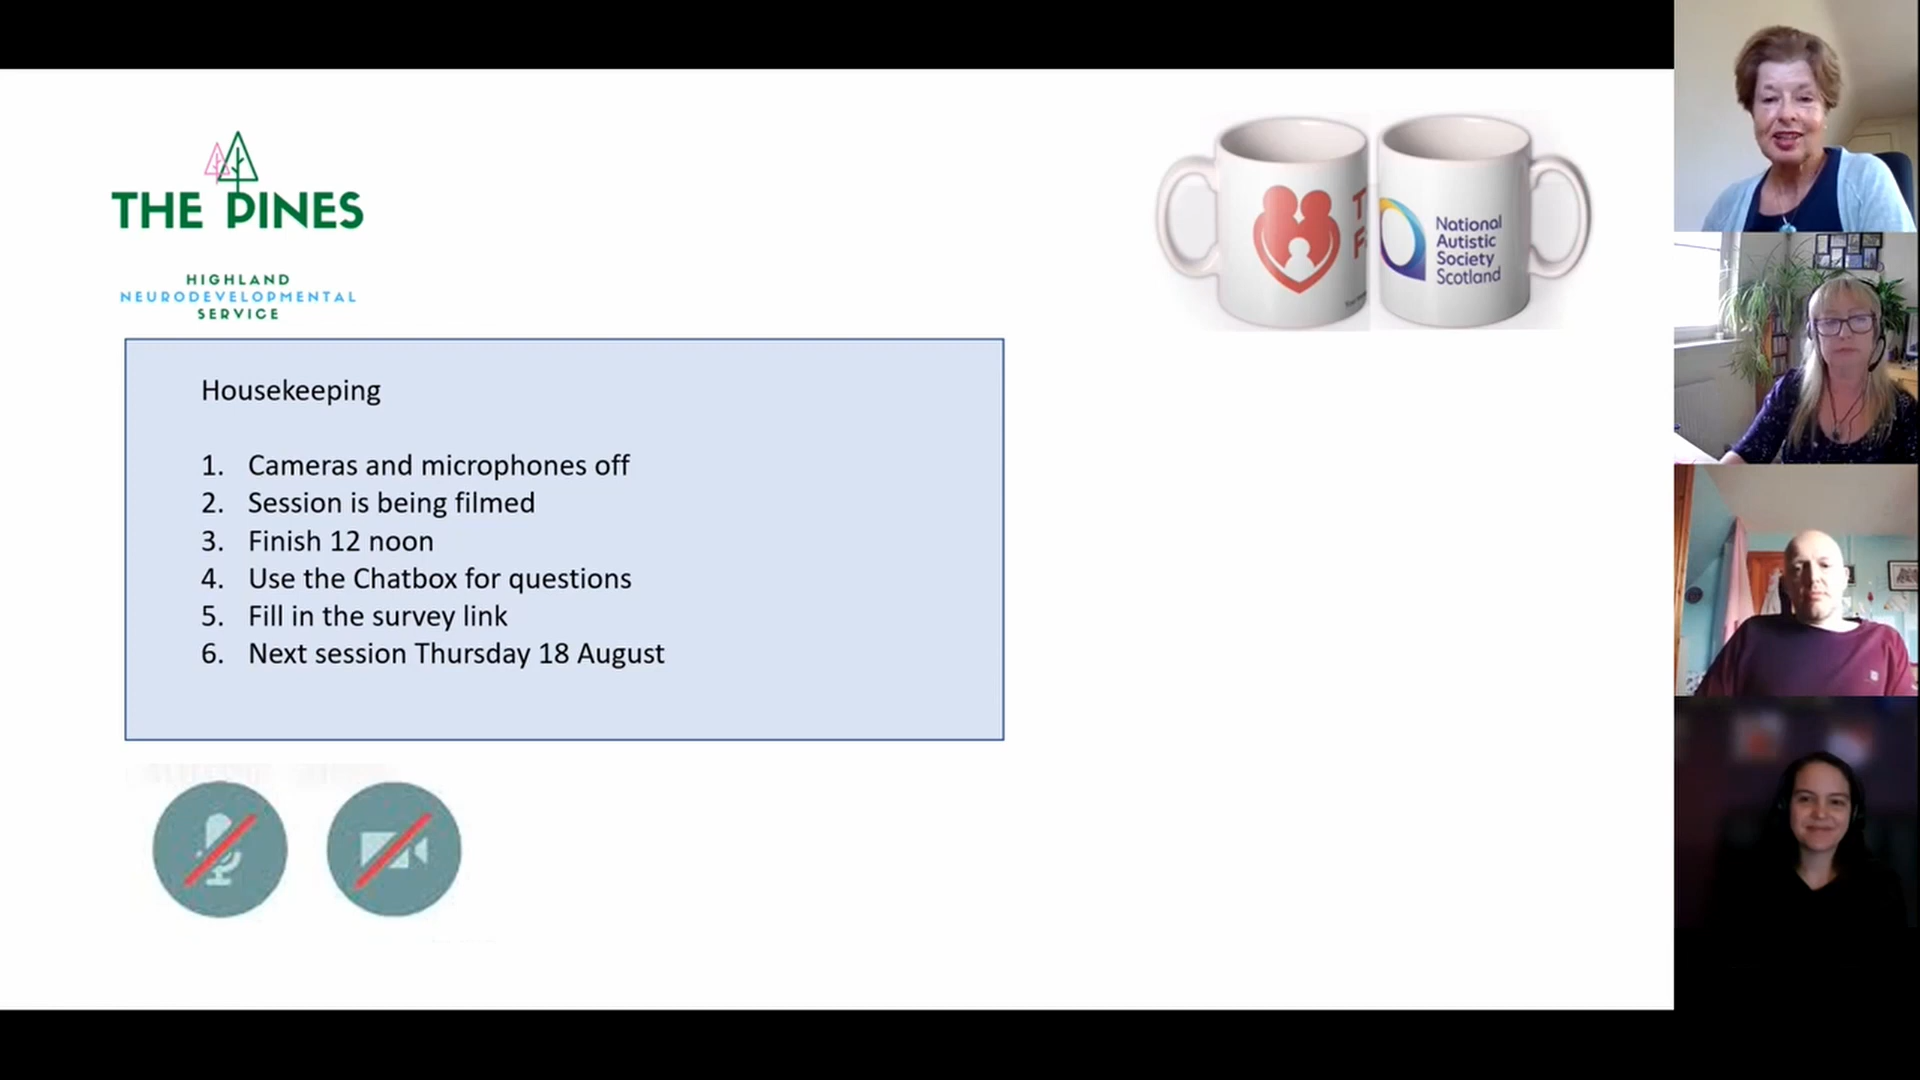 THE PINES
HIGHLAND
NEURODEVELOPMENTAL
SERVICE
National
Autistic
Society
Scotland
Housekeeping
1. Cameras and microphones off
2. Session is being filmed
3. Finish 12 noon
4. Use the Chatbox for questions
5. Fill in the survey link
6. Next session Thursday 18 August